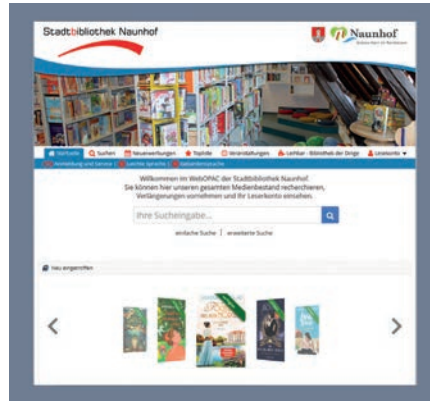 Stadtbibliothek Naunhof
Naunhof
Startseite Suchen Neuerwerbungen Toptitel Veranstaltungen Leihbar - Bibliothek der Dinge Lesekonto
Anmeldung und Service | Leichte Sprache | Gebärdensprache
Willkommen im WebOPAC der Stadtbibliothek Naunhof.
Sie können hier unseren gesamten Medienbestand recherchieren,
Verlängerungen vornehmen und Ihr Leserkonto einsehen.
Ihre Sucheingabe...
einfache Suche | erweiterte Suche
Neu eingetroffen